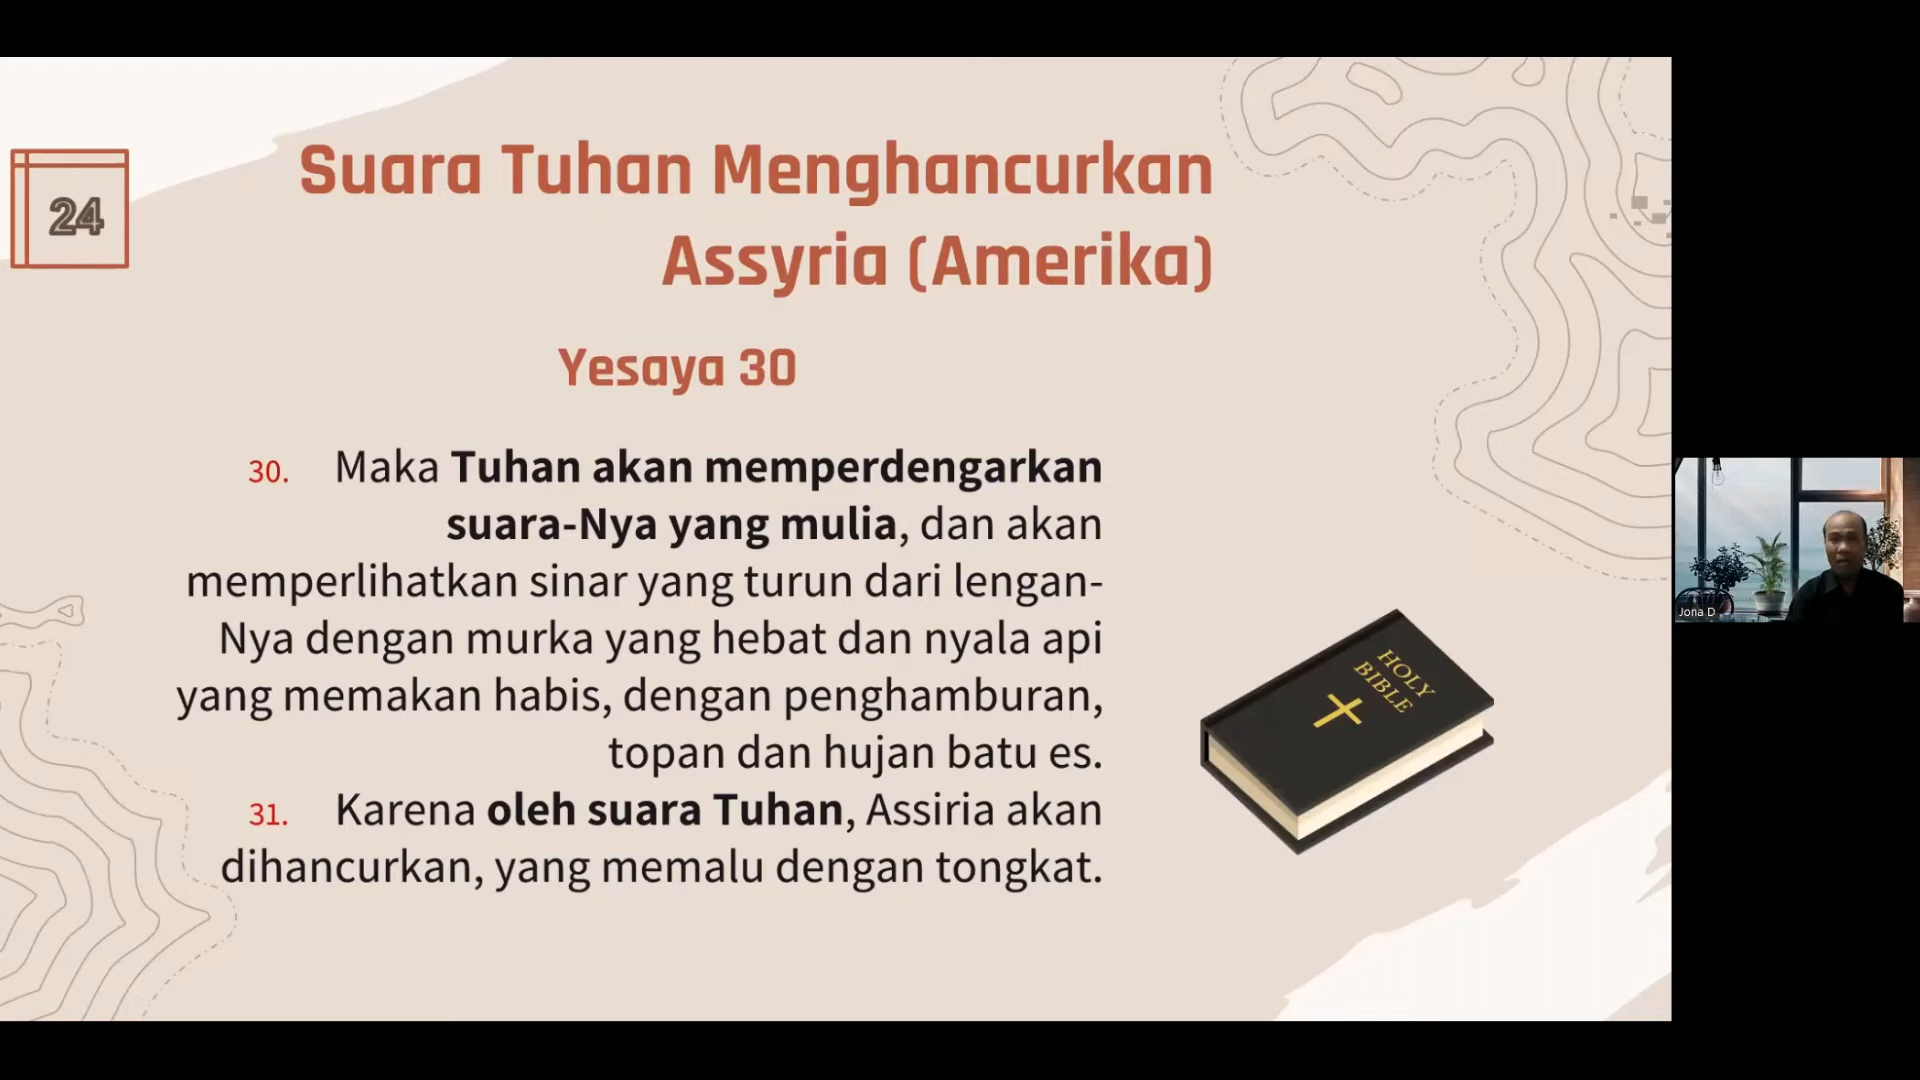 24
Suara Tuhan Menghancurkan
Assyria (Amerika)
Yesaya 30
30. Maka Tuhan akan memperdengarkan
suara-Nya yang mulia, dan akan
memperlihatkan sinar yang turun dari lengan-
Nya dengan murka yang hebat dan nyala api
yang memakan habis, dengan penghamburan,
topan dan hujan batu es.
31. Karena oleh suara Tuhan, Assiria akan
dihancurkan, yang memalu dengan tongkat.
HOLY
BIBLE
Jona D